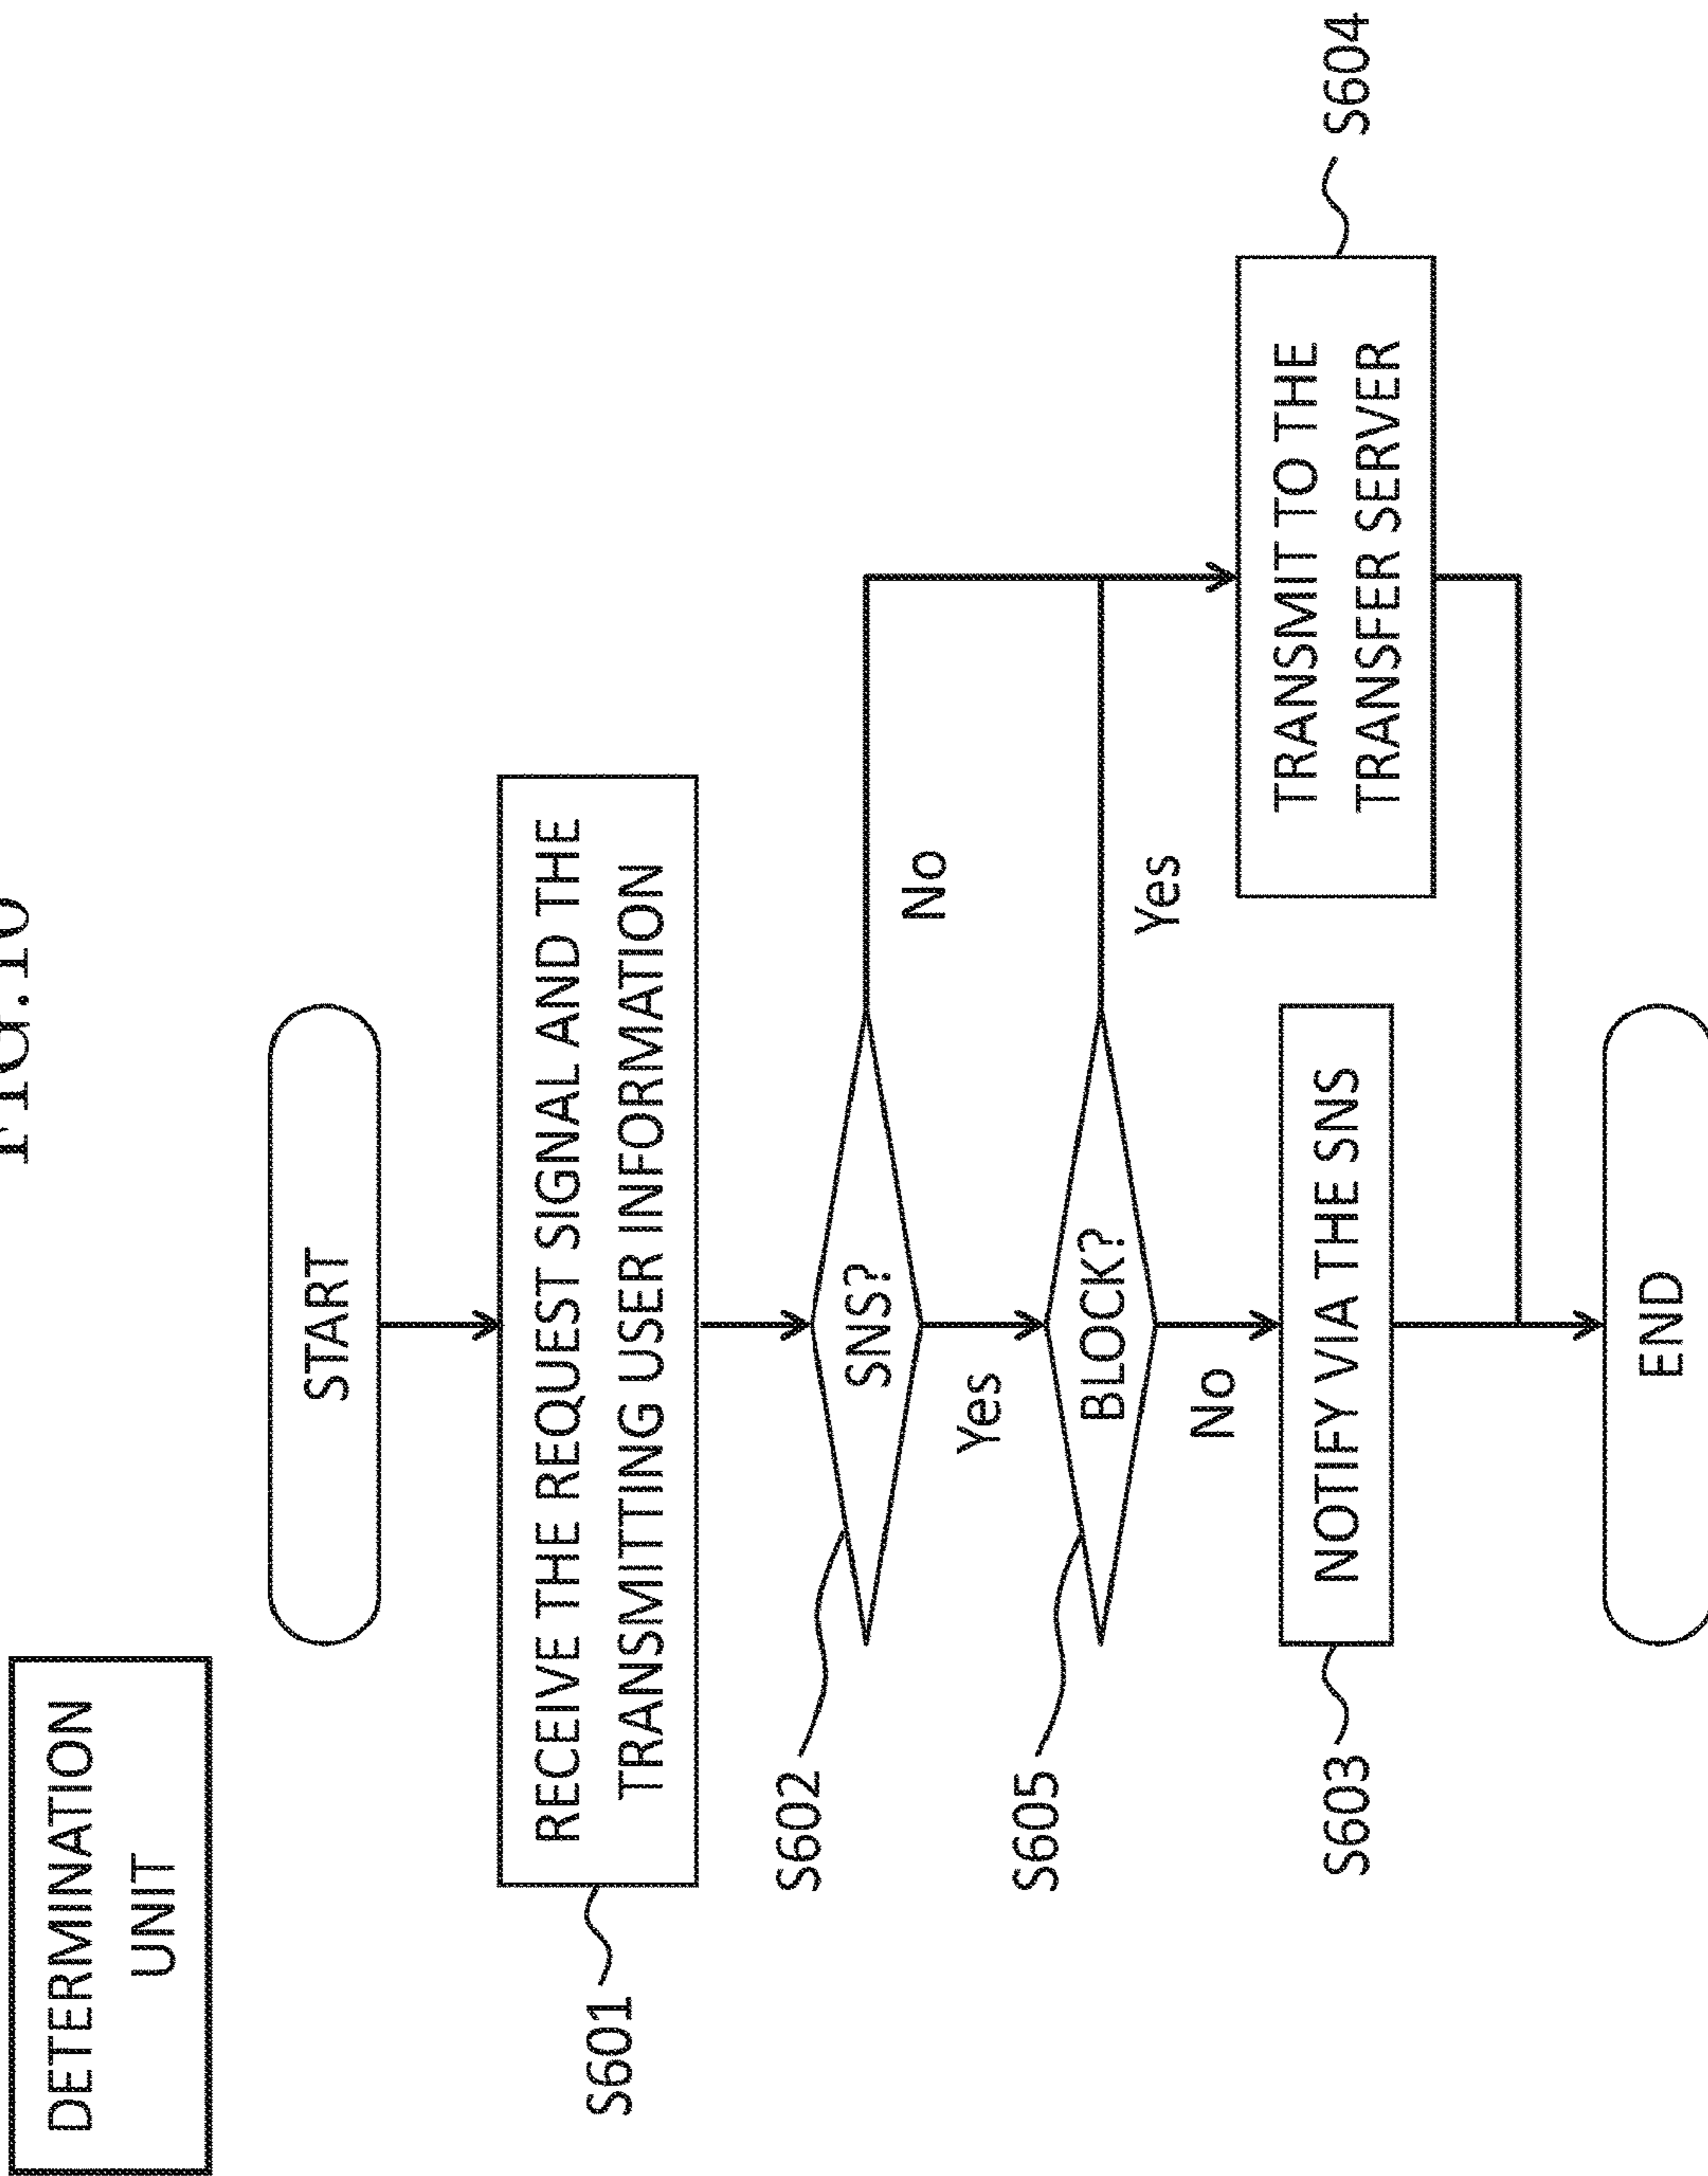 FIG.10
DETERMINATION
UNIT
START
RECEIVE THE REQUEST SIGNAL AND THE
TRANSMITTING USER INFORMATION
S601
SNS?
S602
No
Yes
BLOCK?
S605
Yes
No
NOTIFY VIA THE SNS
S603
TRANSMIT TO THE
TRANSFER SERVER
S604
END